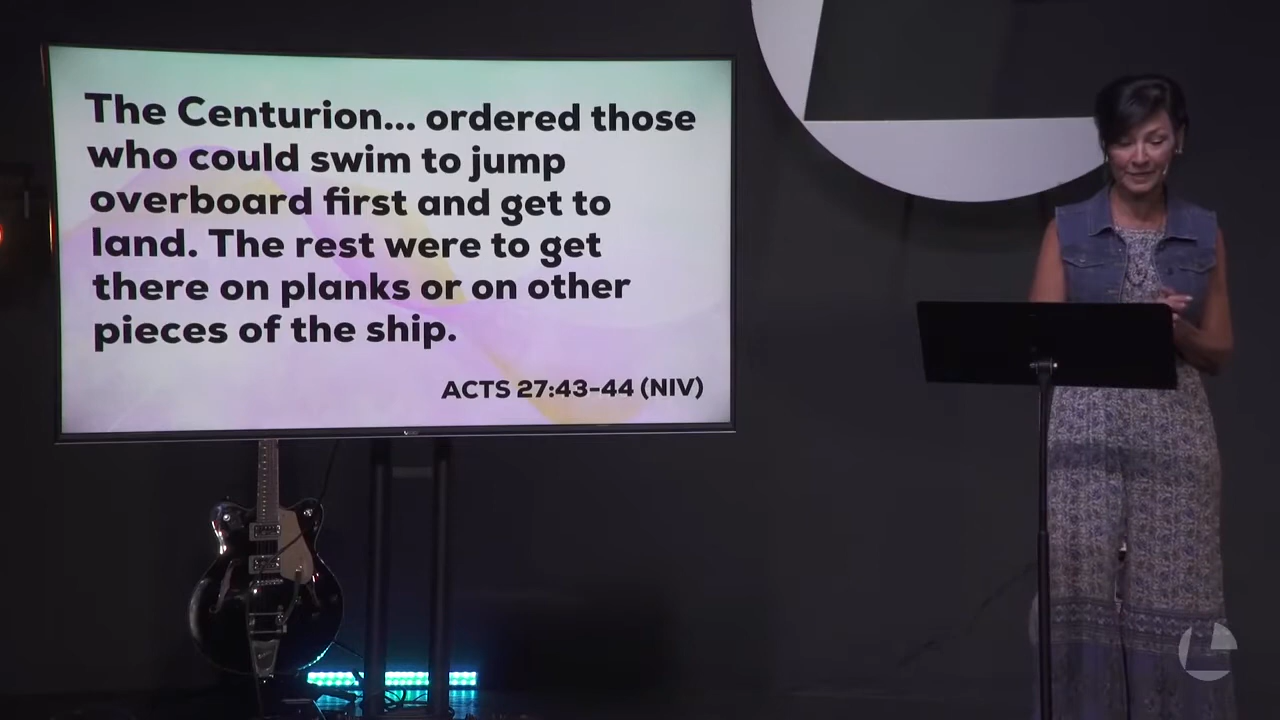 The Centurion... ordered those
who could swim to jump
overboard first and get to
land. The rest were to get
there on planks or on other
pieces of the ship.
ACTS 27:43-44 (NIV)